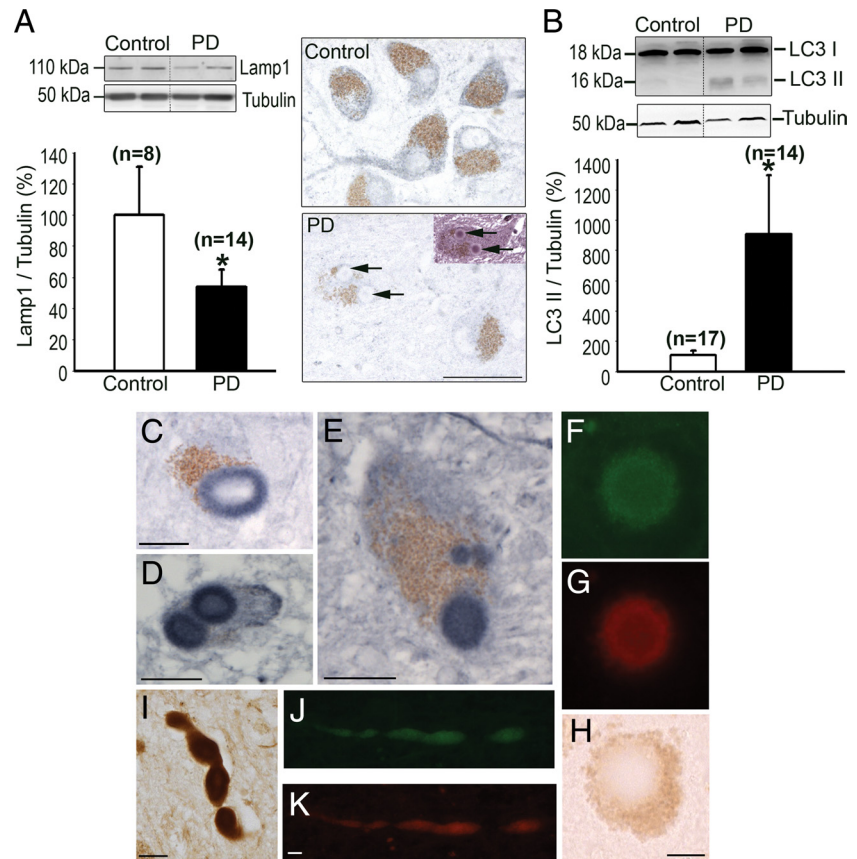 A
Control PD
110 kDa
Lamp1
50 kDa
Tubulin
Lamp1 / Tubulin (%)
140
120
100
80
60
40
20
0
(n=8)
(n=14)
*
Control PD
Control
PD
B
Control PD
18 kDa
LC3 I
16 kDa
LC3 II
50 kDa
Tubulin
LC3 II / Tubulin (%)
1400
1200
1000
800
600
400
200
0
(n=17)
(n=14)
*
Control PD
C
D
E
F
G
H
I
J
K